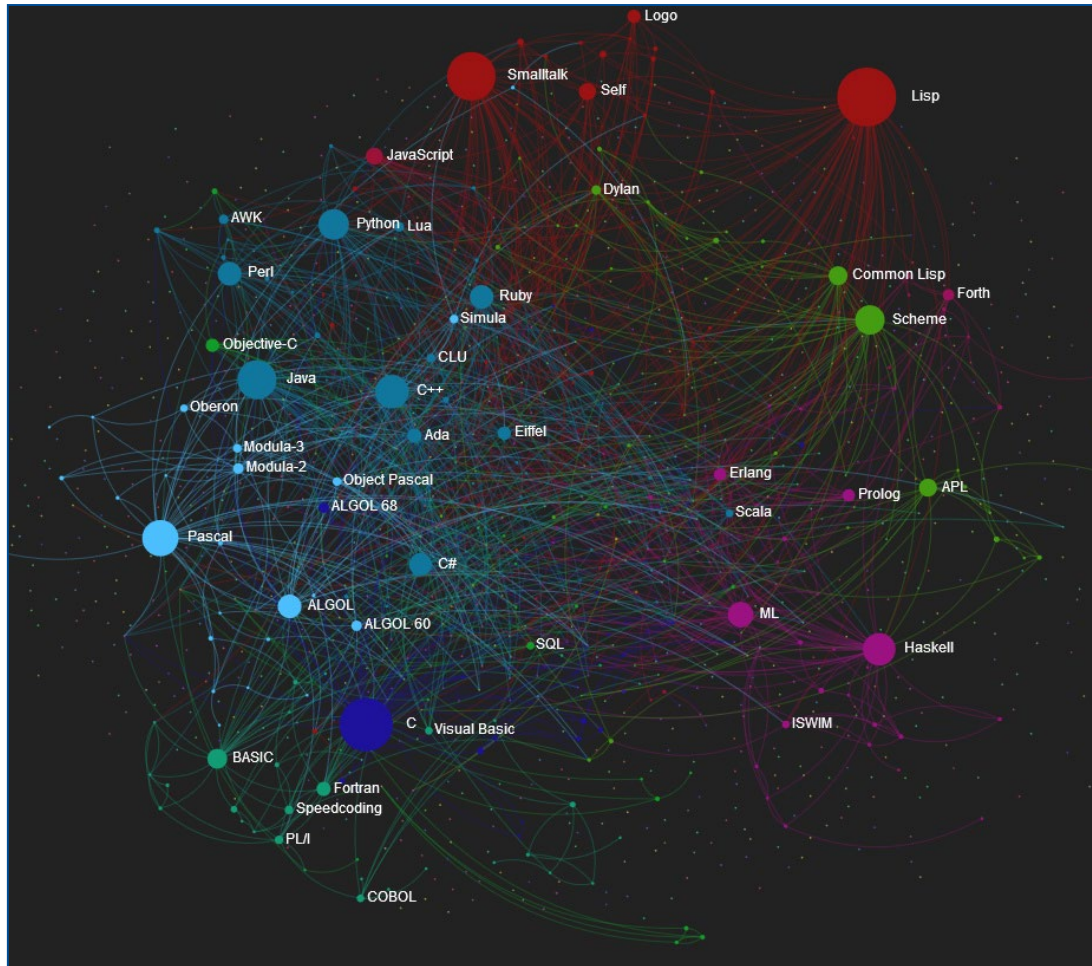 Logo
Smalltalk
Self
Lisp
JavaScript
Dylan
AWK
Python
Lua
Perl
Common Lisp
Forth
Ruby
Simula
Scheme
Objective-C
CLU
Java
C++
Oberon
Ada
Eiffel
Modula-3
Modula-2
Object Pascal
Erlang
APL
Prolog
ALGOL 68
Scala
Pascal
C#
ALGOL
ML
ALGOL 60
SQL
Haskell
C
Visual Basic
ISWIM
BASIC
Fortran
Speedcoding
PL/I
COBOL